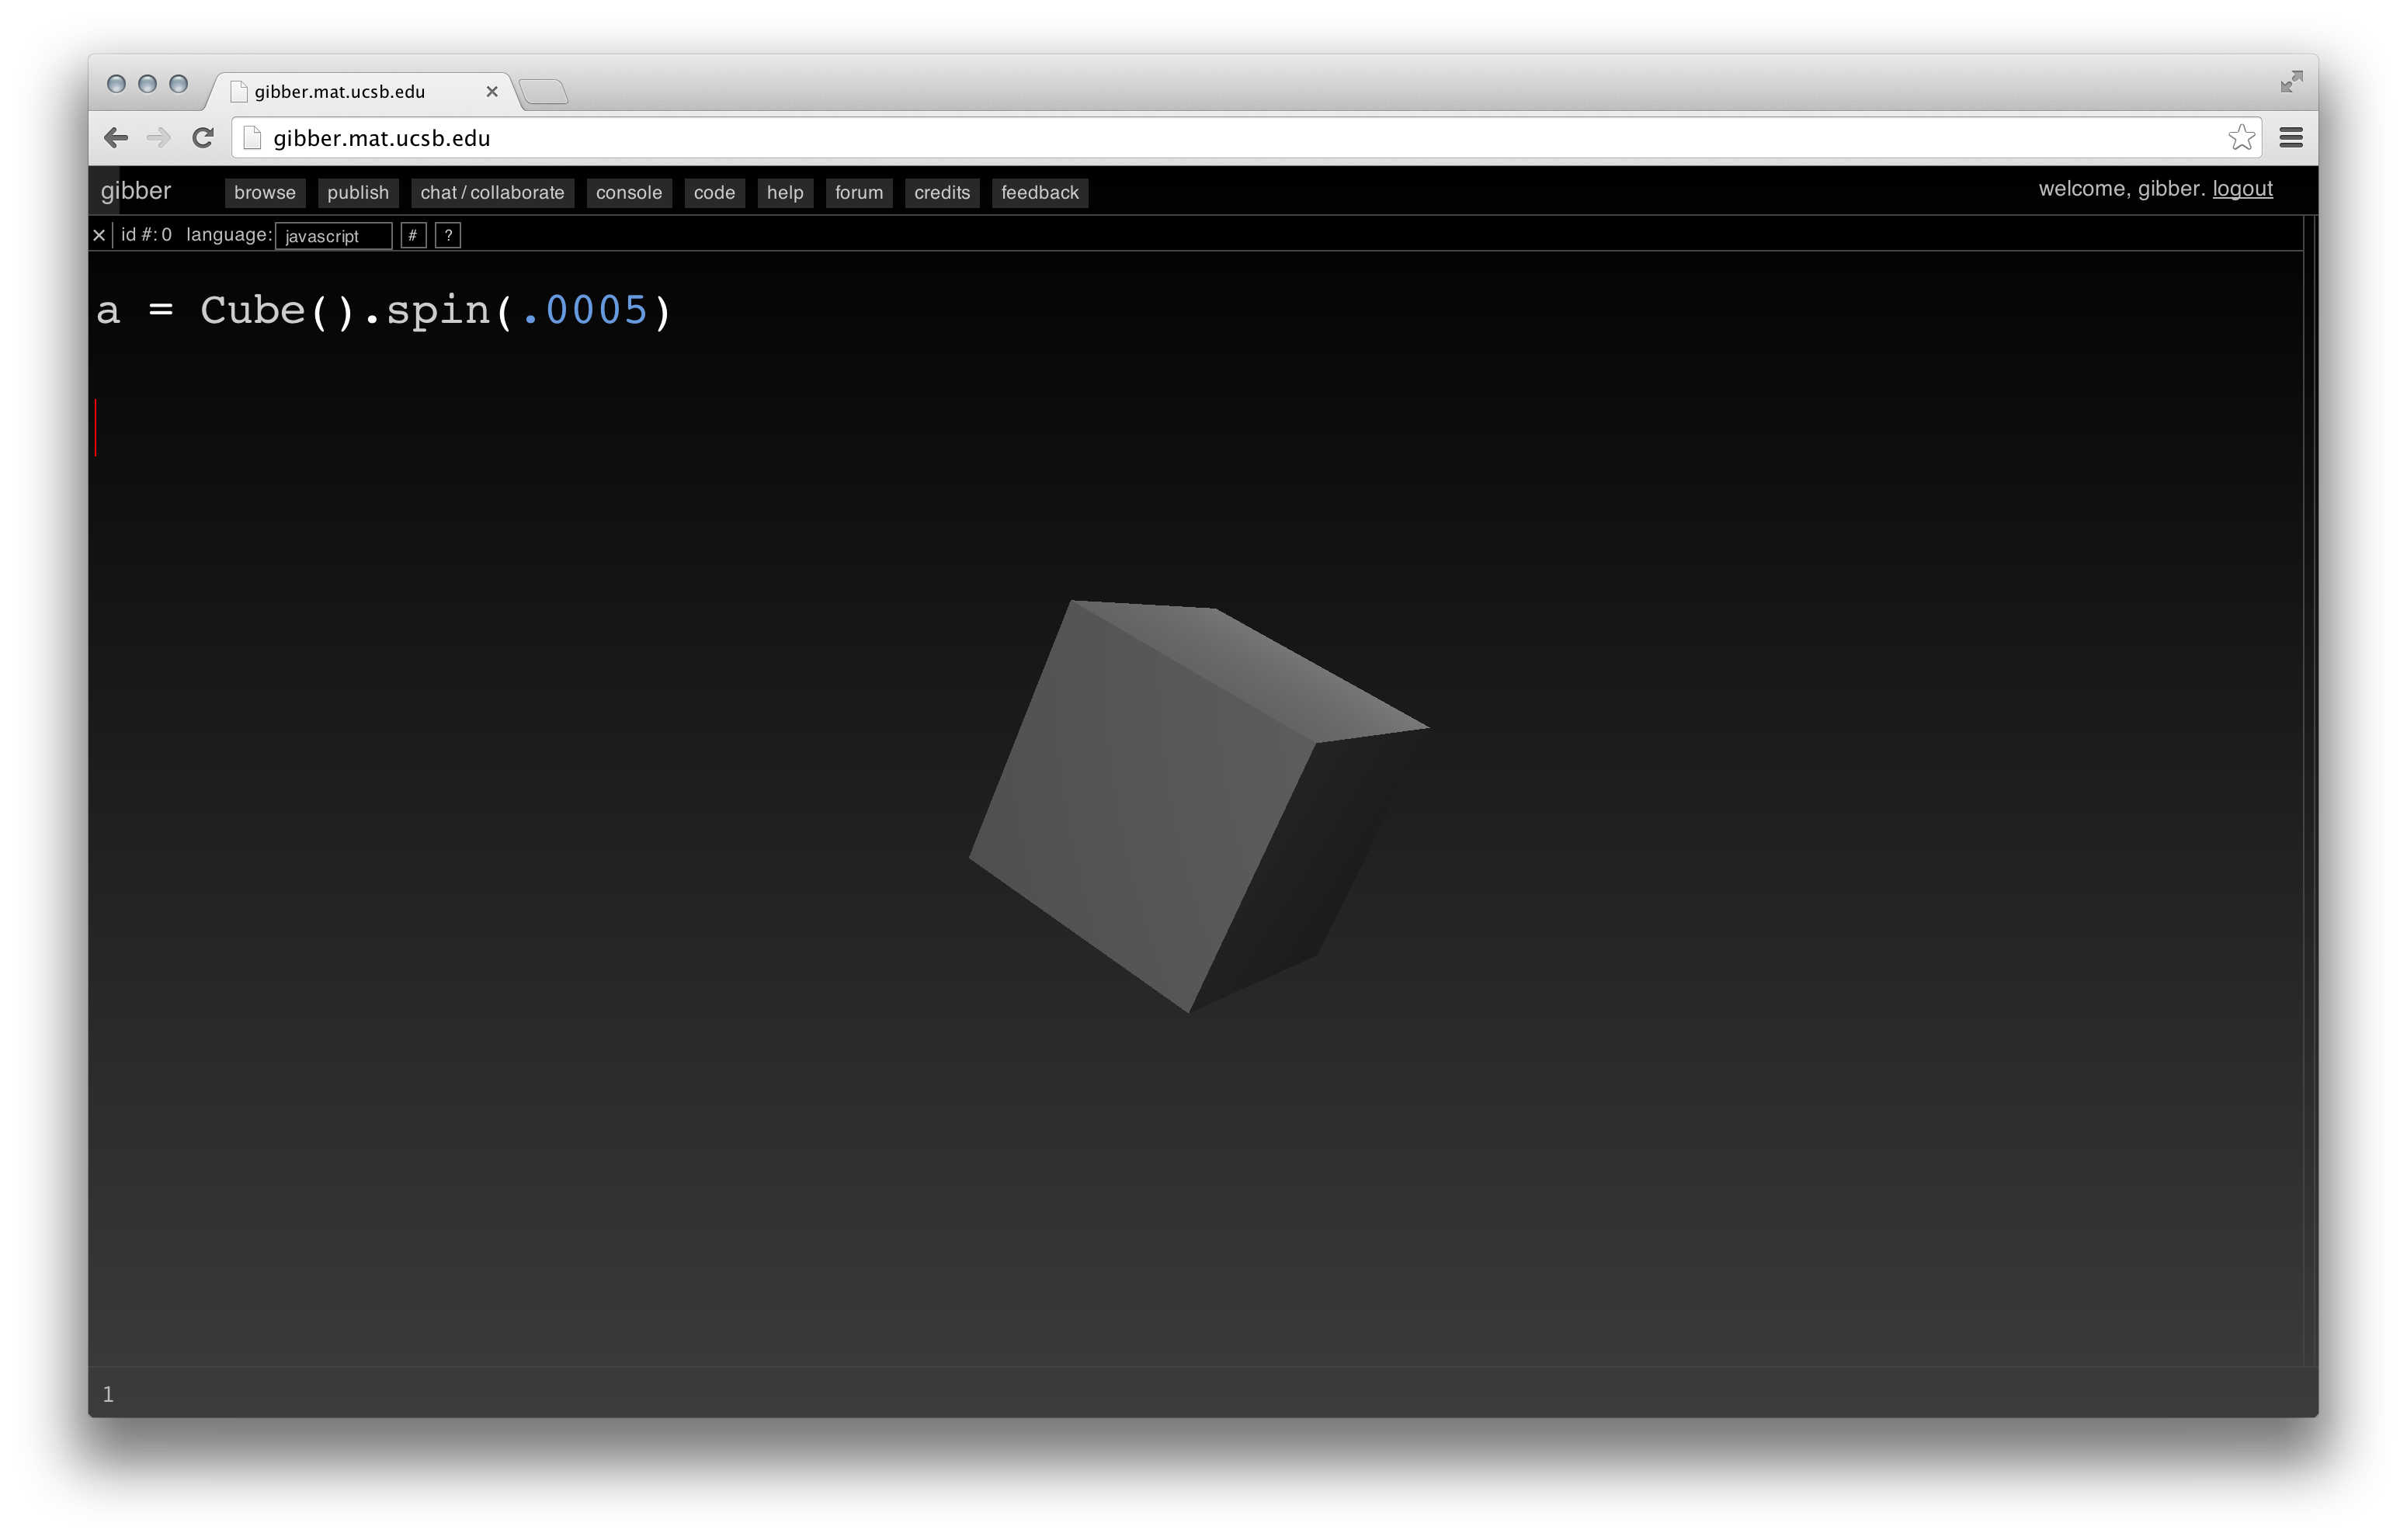 gibber.mat.ucsb.edu
gibber.mat.ucsb.edu
gibber browse publish chat / collaborate console code help forum credits feedback welcome, gibber. logout
id #: 0 language: javascript # ?
a = Cube().spin(.0005)
1